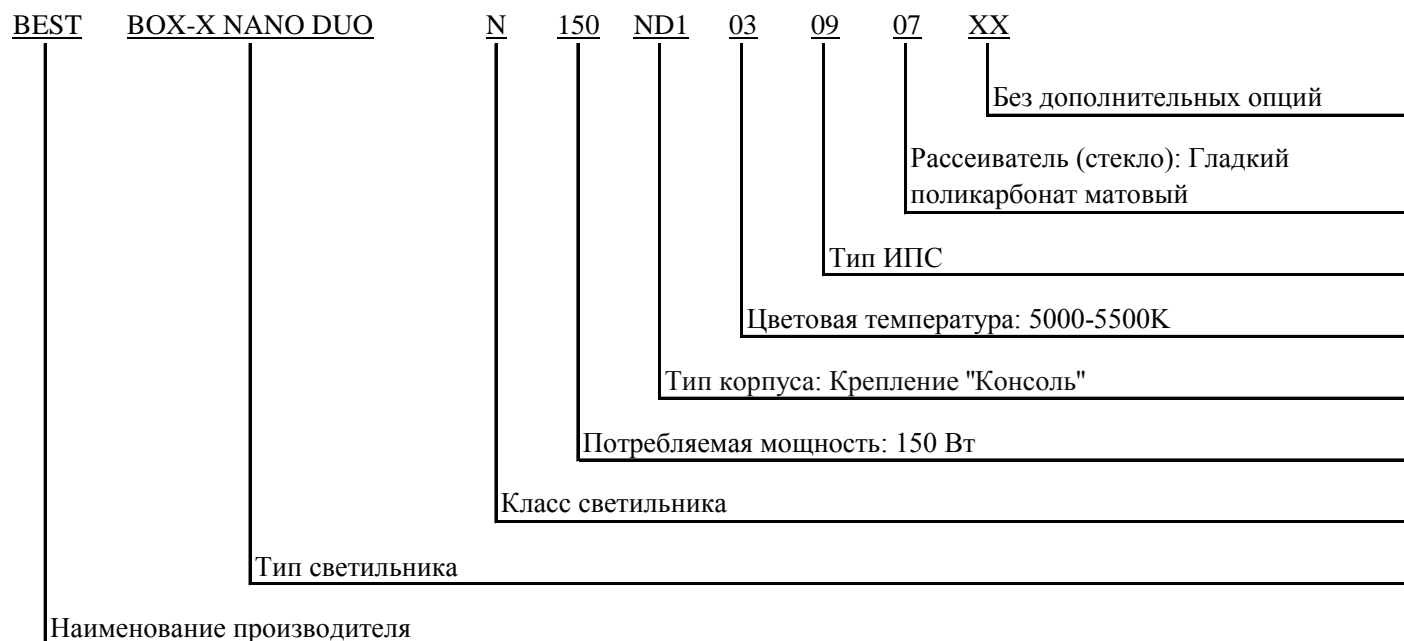 BEST BOX-X NANO DUO N 150 ND1 03 09 07 XX
Без дополнительных опций
Рассеиватель (стекло): Гладкий
поликарбонат матовый
Тип ИПС
Цветовая температура: 5000-5500K
Тип корпуса: Крепление "Консоль"
Потребляемая мощность: 150 Вт
Класс светильника
Тип светильника
Наименование производителя